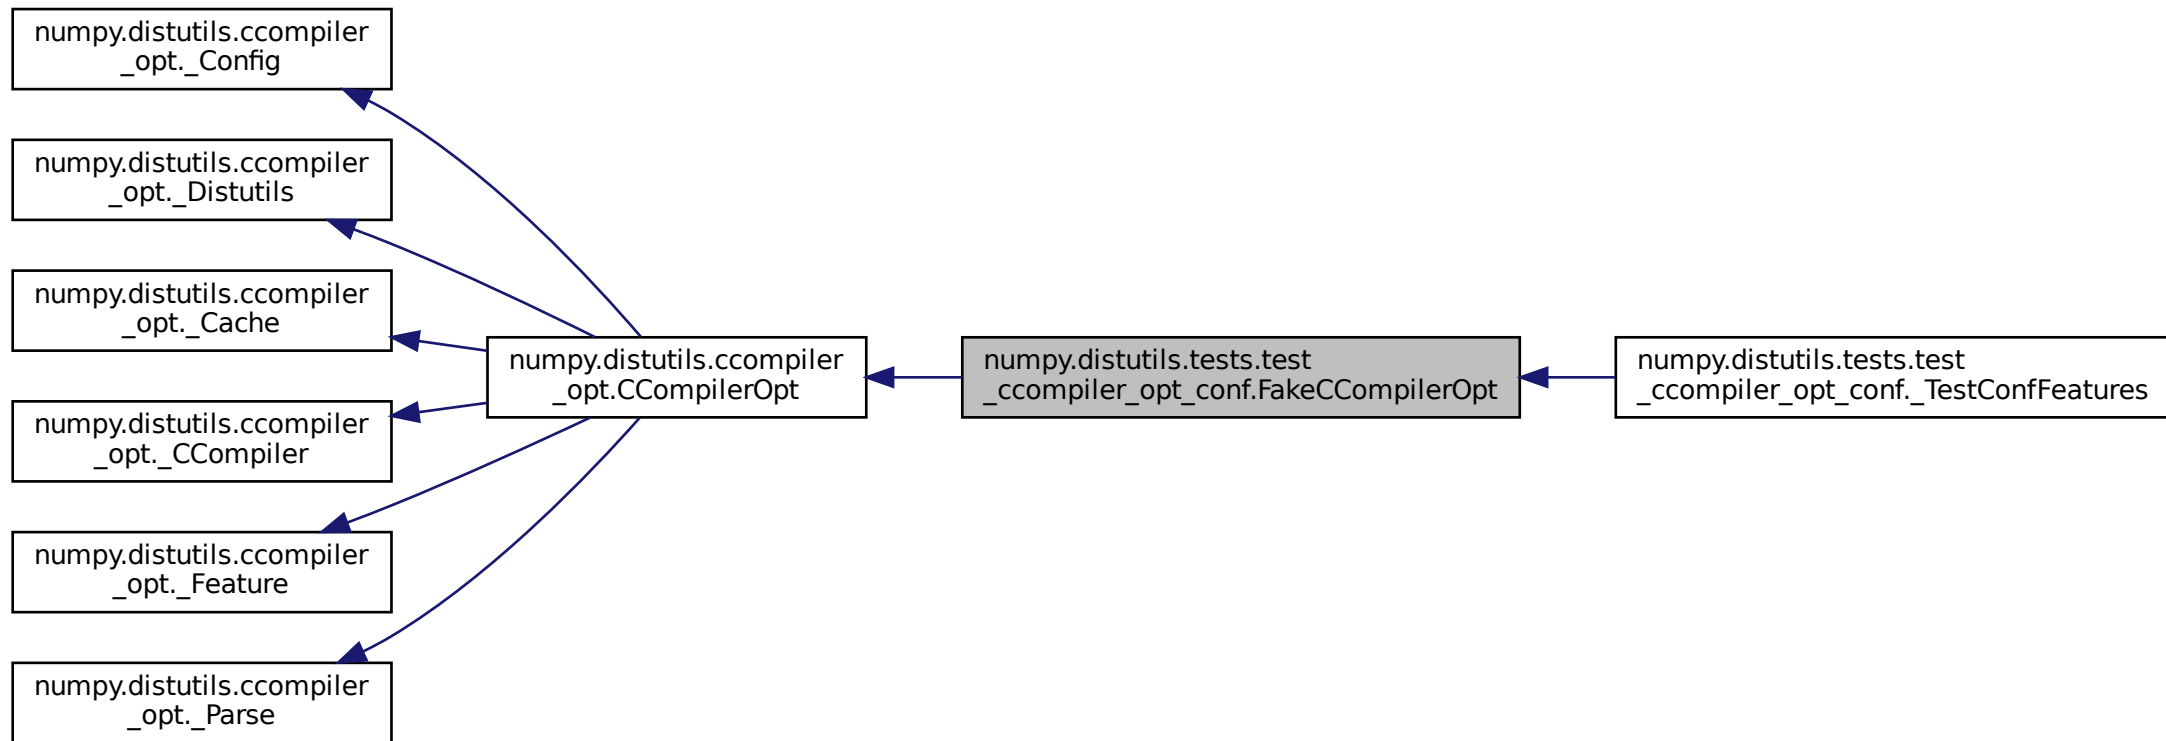 numpy.distutils.ccompiler
_opt._Config
numpy.distutils.ccompiler
_opt._Distutils
numpy.distutils.ccompiler
_opt._Cache
numpy.distutils.ccompiler
_opt._CCompiler
numpy.distutils.ccompiler
_opt._Feature
numpy.distutils.ccompiler
_opt._Parse
numpy.distutils.ccompiler
_opt.CCompilerOpt
numpy.distutils.tests.test
_ccompiler_opt_conf.FakeCCompilerOpt
numpy.distutils.tests.test
_ccompiler_opt_conf._TestConfFeatures